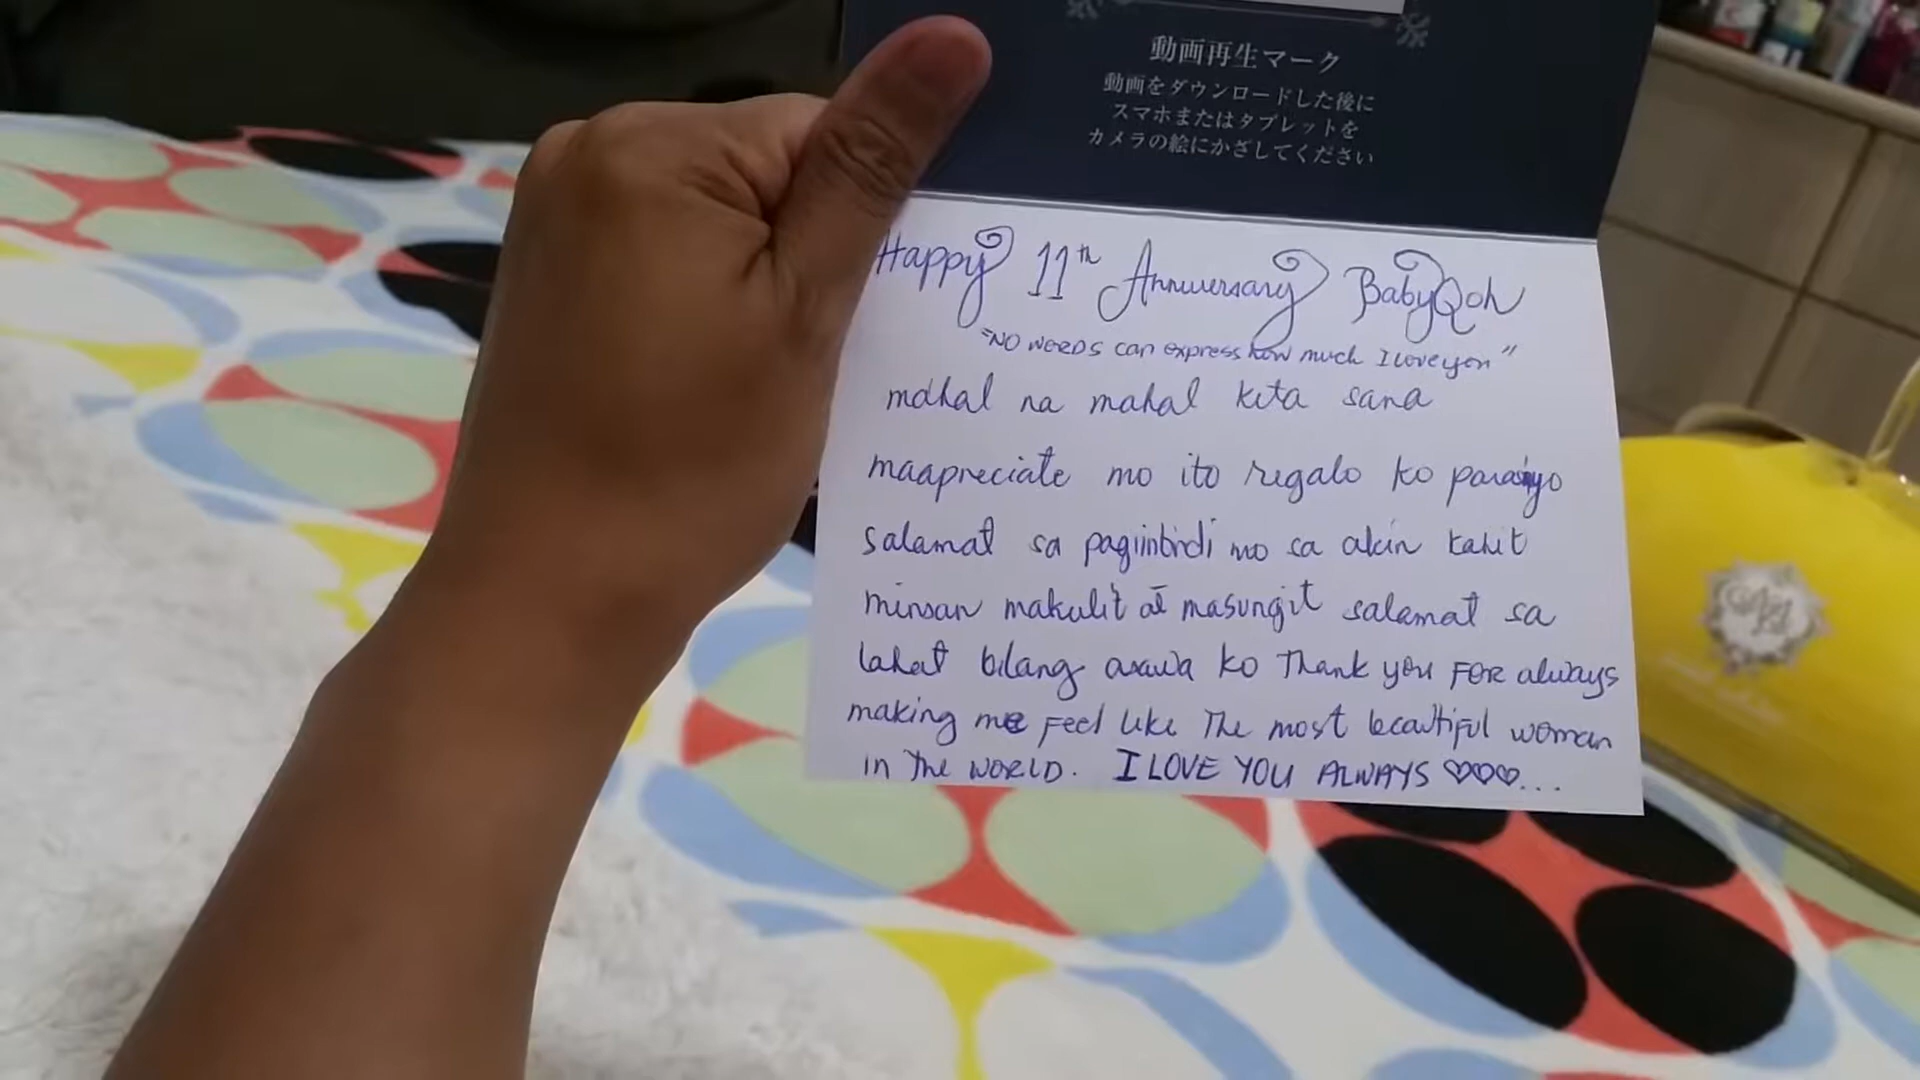 動画再生マーク
動画をダウンロードした後に
スマホまたはタブレットを
カメラの絵にかざしてください
Happy 11th Anniversary BabyQoh
"NO WORDS can express how much I love you"
mahal na mahal kita sana
maapreciate mo ito regalo ko parasayo
salamat sa pagiintindi mo sa akin kahit
minsan makulit at masungit salamat sa
lahat bilang asawa ko Thank you FOR always
making me feel like The most beautiful woman
in The WORLD. I LOVE YOU ALWAYS ♡♡♡...